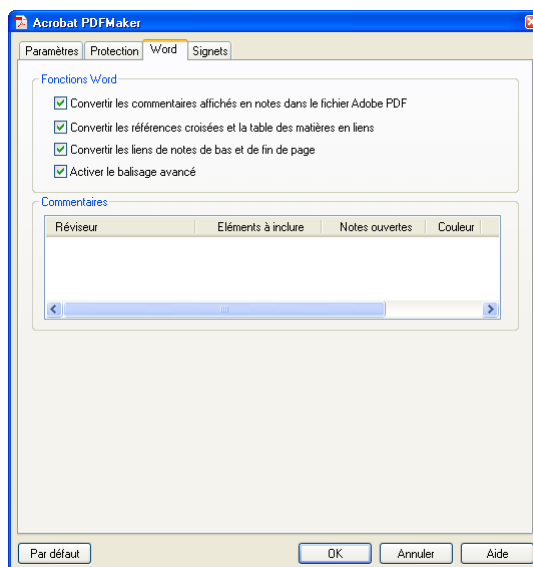 Acrobat PDFMaker
Paramètres Protection Word Signets
Fonctions Word
Convertir les commentaires affichés en notes dans le fichier Adobe PDF
Convertir les références croisées et la table des matières en liens
Convertir les liens de notes de bas et de fin de page
Activer le balisage avancé
Commentaires
Réviseur Eléments à inclure Notes ouvertes Couleur
Par défaut OK Annuler Aide